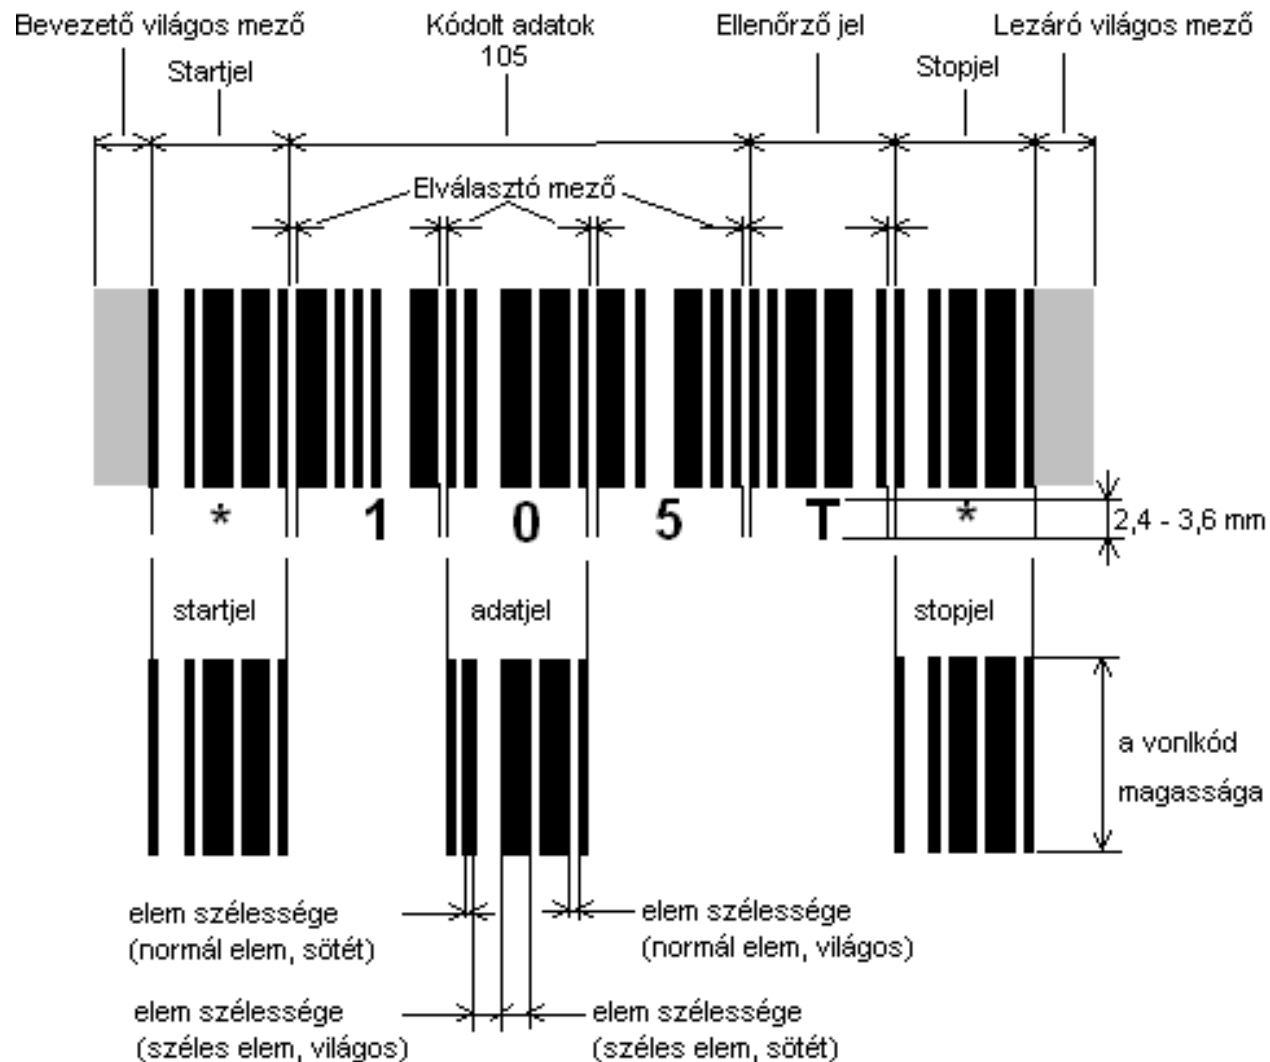 Bevezető világos mező
Kódolt adatok
105
Ellenőrző jel
Lezáró világos mező
Startjel
Stopjel
Elválasztó mező
* 1 0 5 T *
2,4 - 3,6 mm
startjel
adatjel
stopjel
a vonlkód
magassága
elem szélessége
(normál elem, sötét)
elem szélessége
(normál elem, világos)
elem szélessége
(széles elem, világos)
elem szélessége
(széles elem, sötét)